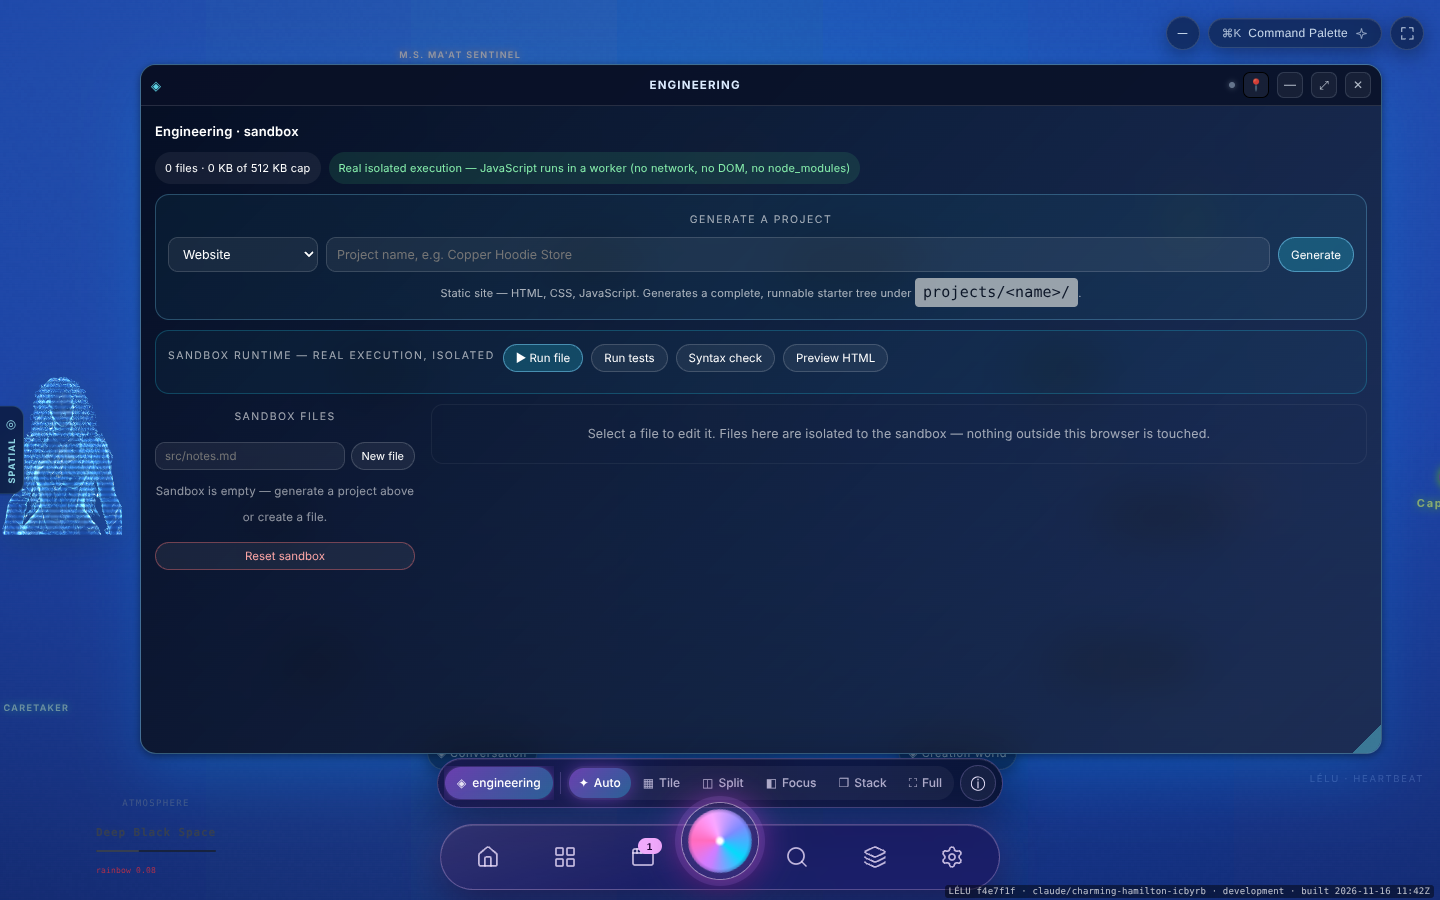 ⌘K Command Palette
M.S. MA'AT SENTINEL
ENGINEERING
Engineering · sandbox
0 files · 0 KB of 512 KB cap
Real isolated execution — JavaScript runs in a worker (no network, no DOM, no node_modules)
GENERATE A PROJECT
Website
Project name, e.g. Copper Hoodie Store
Generate
Static site — HTML, CSS, JavaScript. Generates a complete, runnable starter tree under projects/<name>/.
SANDBOX RUNTIME — REAL EXECUTION, ISOLATED
▶ Run file
Run tests
Syntax check
Preview HTML
SANDBOX FILES
src/notes.md
New file
Sandbox is empty — generate a project above
or create a file.
Reset sandbox
Select a file to edit it. Files here are isolated to the sandbox — nothing outside this browser is touched.
SPATIAL
Cap
CARETAKER
Conversation
Creation world
engineering
Auto
Tile
Split
Focus
Stack
Full
LÉLU · HEARTBEAT
ATMOSPHERE
Deep Black Space
rainbow 0.08
1
LÉLU f4e7f1f · claude/charming-hamilton-icbyrb · development · built 2026-11-16 11:42Z